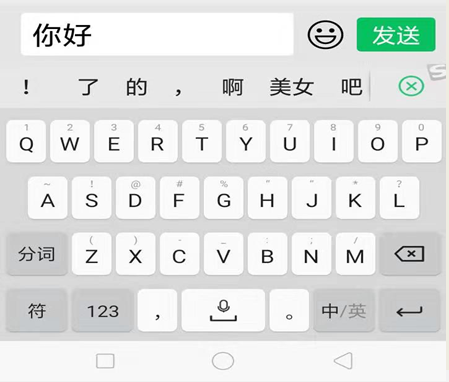 你好 发送
！ 了 的 ， 啊 美女 吧
1 2 3 4 5 6 7 8 9 0
Q W E R T Y U I O P
~ ! @ # % " " * ?
A S D F G H J K L
( ) - _ : ; /
分词 Z X C V B N M
符 123 ， 。 中/英